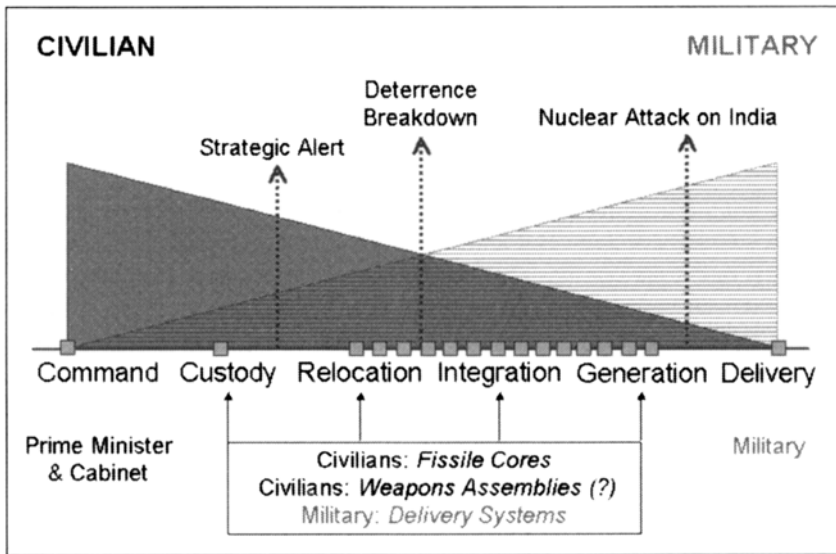 CIVILIAN
MILITARY
Deterrence
Breakdown
Nuclear Attack on India
Strategic Alert
Command Custody Relocation Integration Generation Delivery
Prime Minister
& Cabinet
Civilians: Fissile Cores
Civilians: Weapons Assemblies (?)
Military: Delivery Systems
Military